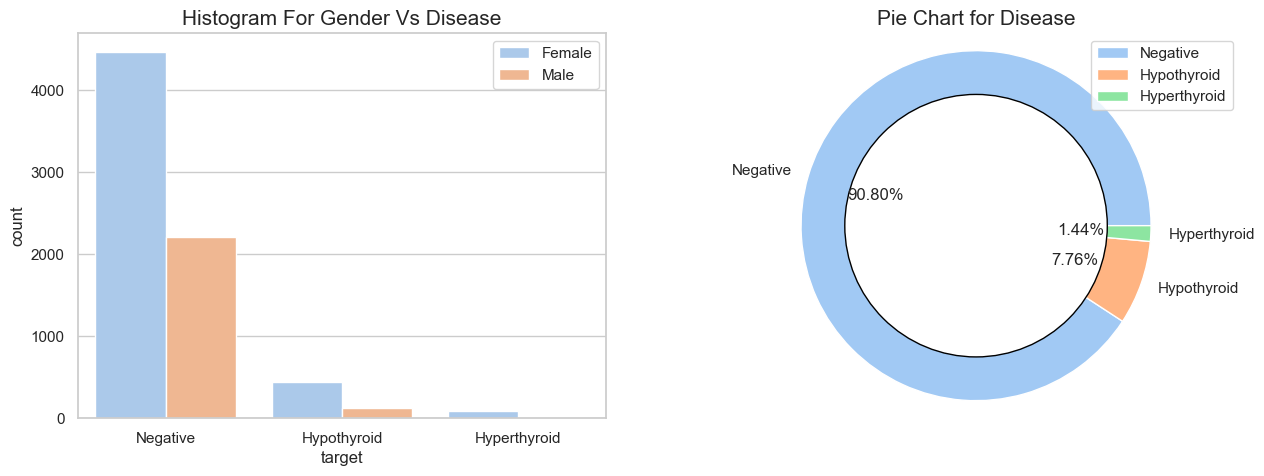 Histogram For Gender Vs Disease
Female
Male
4000
3000
2000
1000
0
count
Negative
Hypothyroid
Hyperthyroid
target
Pie Chart for Disease
Negative
Hypothyroid
Hyperthyroid
Negative
90.80%
1.44%
Hyperthyroid
7.76%
Hypothyroid